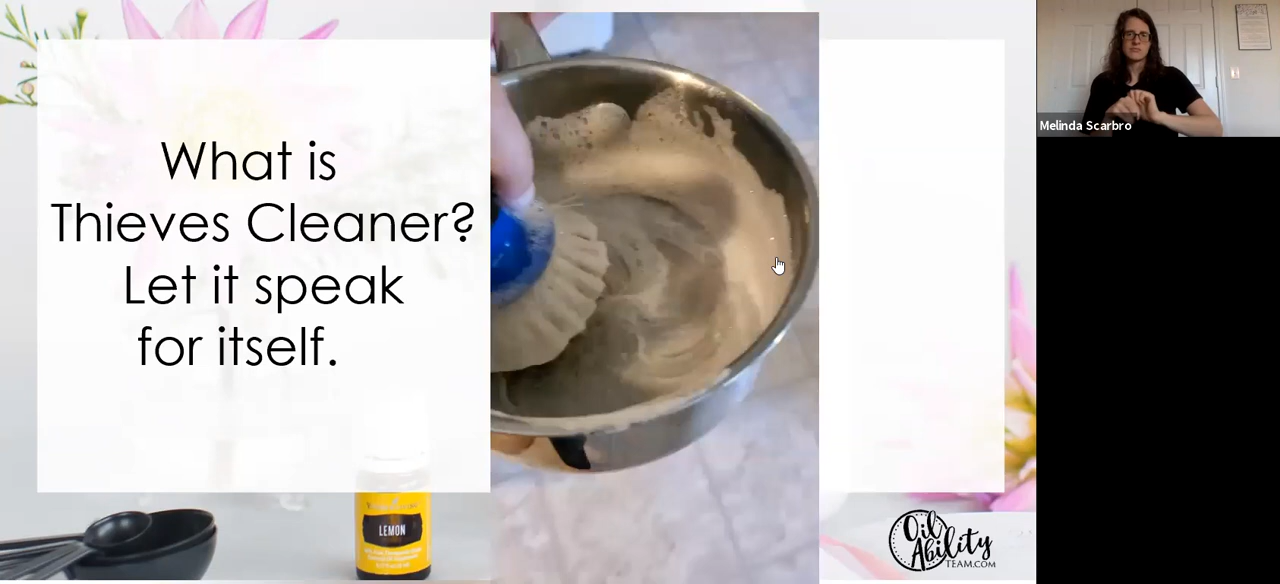 What is
Thieves Cleaner?
Let it speak
for itself.
Melinda Scarbro
LEMON
Oil
Ability
TEAM.COM